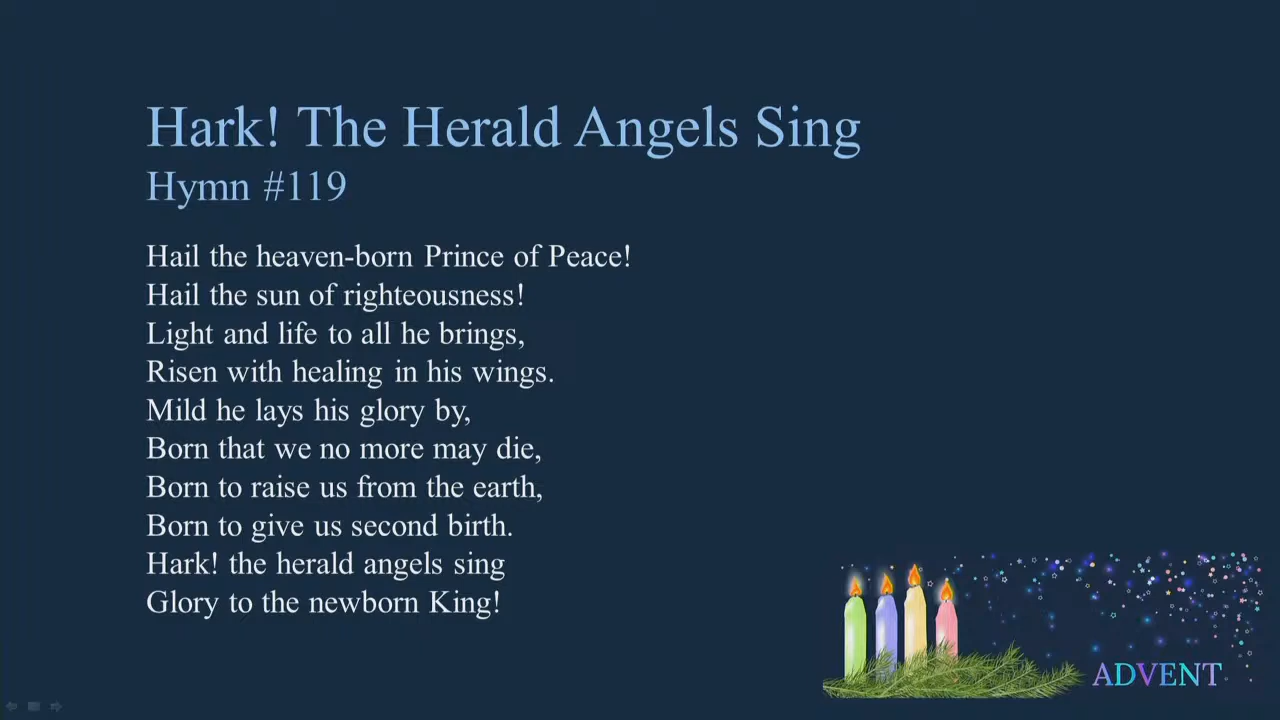 Hark! The Herald Angels Sing
Hymn #119
Hail the heaven-born Prince of Peace!
Hail the sun of righteousness!
Light and life to all he brings,
Risen with healing in his wings.
Mild he lays his glory by,
Born that we no more may die,
Born to raise us from the earth,
Born to give us second birth.
Hark! the herald angels sing
Glory to the newborn King!
ADVENT